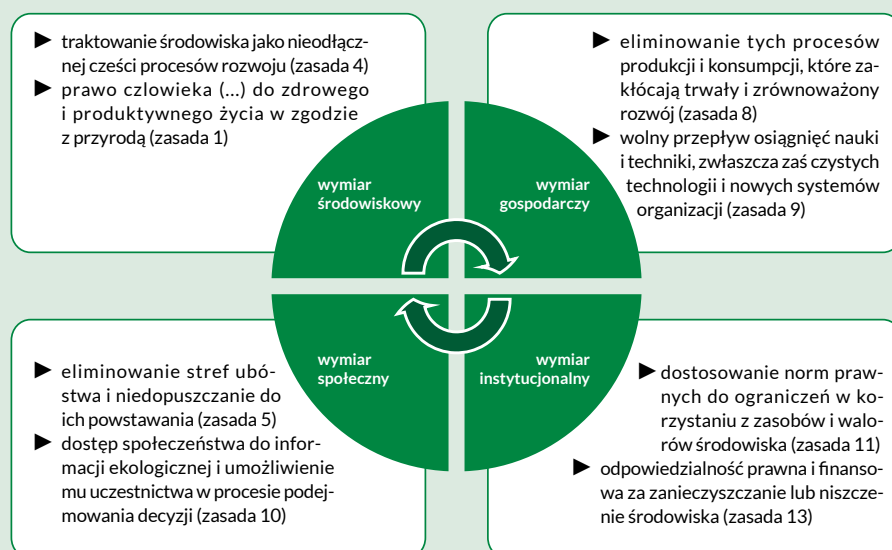 ► traktowanie środowiska jako nieodłącz-
nej cześci procesów rozwoju (zasada 4)
► prawo człowieka (...) do zdrowego
i produktywnego życia w zgodzie
z przyrodą (zasada 1)
► eliminowanie tych procesów
produkcji i konsumpcji, które za-
kłócają trwały i zrównoważony
rozwój (zasada 8)
► wolny przepływ osiągnięć nauki
i techniki, zwłaszcza zaś czystych
technologii i nowych systemów
organizacji (zasada 9)
wymiar
środowiskowy
wymiar
gospodarczy
wymiar
społeczny
wymiar
instytucjonalny
► eliminowanie stref ubó-
stwa i niedopuszczanie do
ich powstawania (zasada 5)
► dostęp społeczeństwa do infor-
macji ekologicznej i umożliwienie
mu uczestnictwa w procesie podej-
mowania decyzji (zasada 10)
► dostosowanie norm praw-
nych do ograniczeń w ko-
rzystaniu z zasobów i walo-
rów środowiska (zasada 11)
► odpowiedzialność prawna i finanso-
wa za zanieczyszczanie lub niszcze-
nie środowiska (zasada 13)